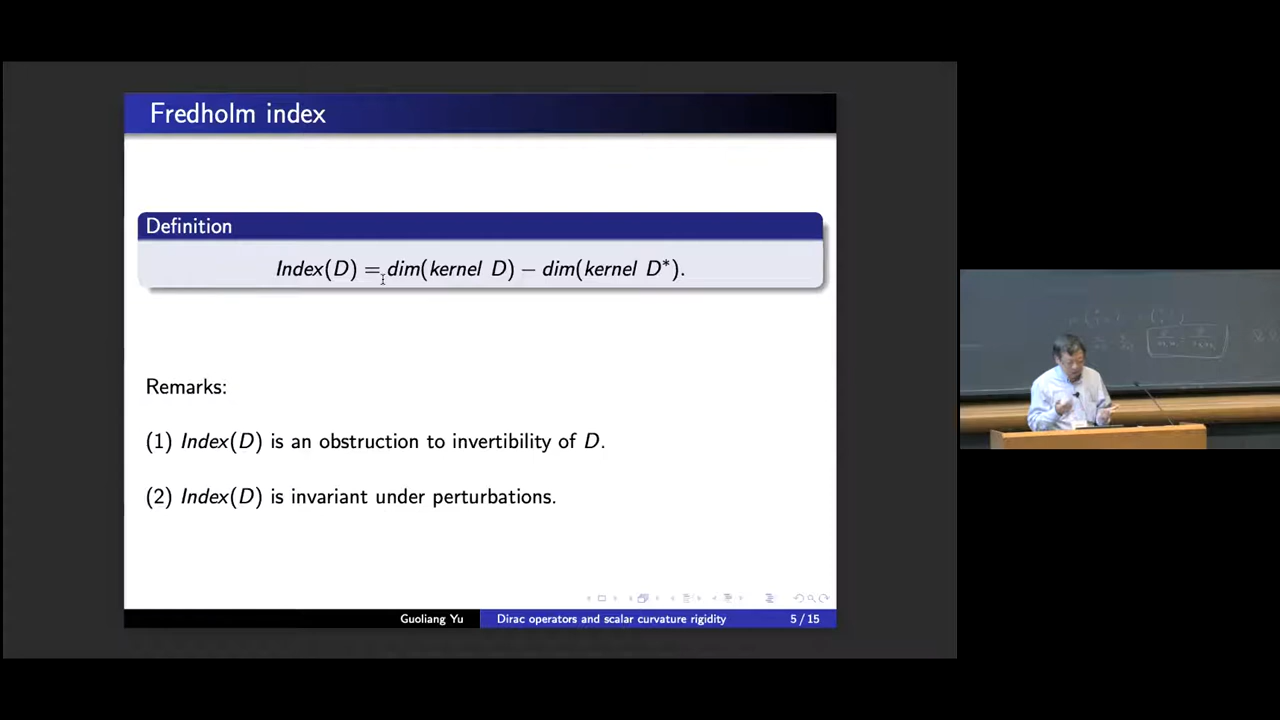 Fredholm index
Definition
Index(D) = dim(kernel D) − dim(kernel D*).
Remarks:
(1) Index(D) is an obstruction to invertibility of D.
(2) Index(D) is invariant under perturbations.
Guoliang Yu
Dirac operators and scalar curvature rigidity
5 / 15